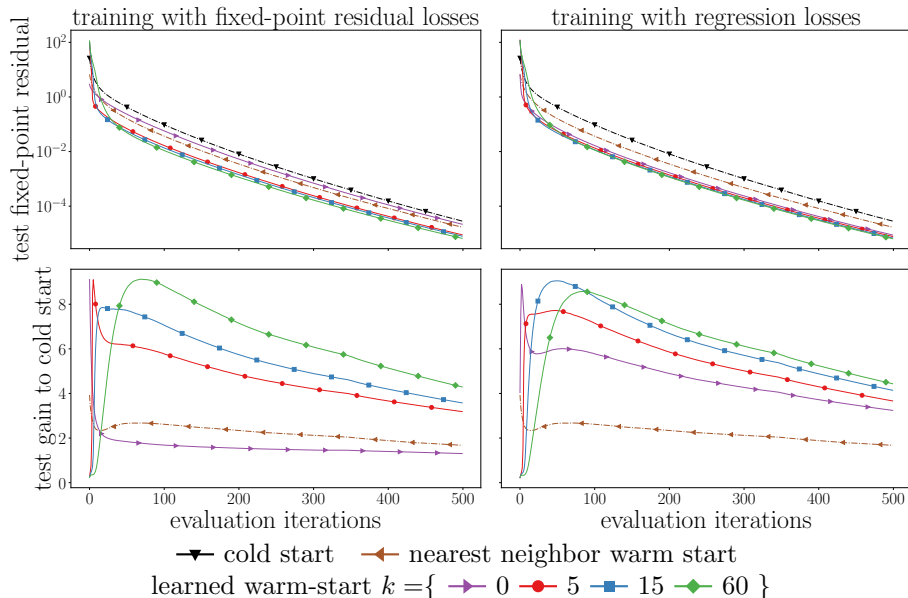 training with fixed-point residual losses
training with regression losses
test fixed-point residual
10^2
10^0
10^−2
10^−4
test gain to cold start
8
6
4
2
0
0 100 200 300 400 500
0 100 200 300 400 500
evaluation iterations
evaluation iterations
cold start nearest neighbor warm start
learned warm-start k ={ 0 5 15 60 }